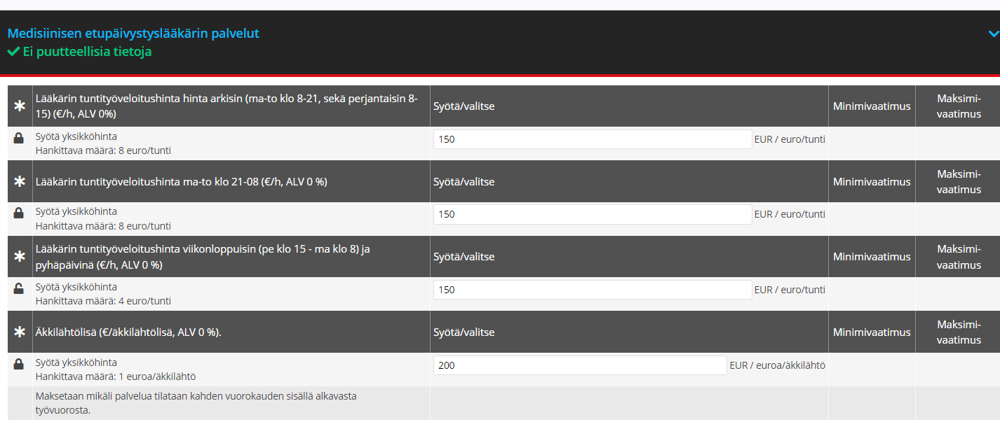 Medisiinisen etupäivystyslääkärin palvelut
Ei puutteellisia tietoja
Lääkärin tuntityöveloitushinta hinta arkisin (ma-to klo 8-21, sekä perjantaisin 8-
15) (€/h, ALV 0%)
Syötä/valitse
Minimivaatimus
Maksimi-
vaatimus
Syötä yksikköhinta
Hankittava määrä: 8 euro/tunti
150
EUR / euro/tunti
Lääkärin tuntityöveloitushinta ma-to klo 21-08 (€/h, ALV 0 %)
Syötä/valitse
Minimivaatimus
Maksimi-
vaatimus
Syötä yksikköhinta
Hankittava määrä: 8 euro/tunti
150
EUR / euro/tunti
Lääkärin tuntityöveloitushinta viikonloppuisin (pe klo 15 - ma klo 8) ja
pyhäpäivinä (€/h, ALV 0 %)
Syötä/valitse
Minimivaatimus
Maksimi-
vaatimus
Syötä yksikköhinta
Hankittava määrä: 4 euro/tunti
150
EUR / euro/tunti
Äkkilähtölisä (€/äkkilähtölisä, ALV 0 %).
Syötä/valitse
Minimivaatimus
Maksimi-
vaatimus
Syötä yksikköhinta
Hankittava määrä: 1 euroa/äkkilähtö
200
EUR / euroa/äkkilähtö
Maksetaan mikäli palvelua tilataan kahden vuorokauden sisällä alkavasta
työvuorosta.